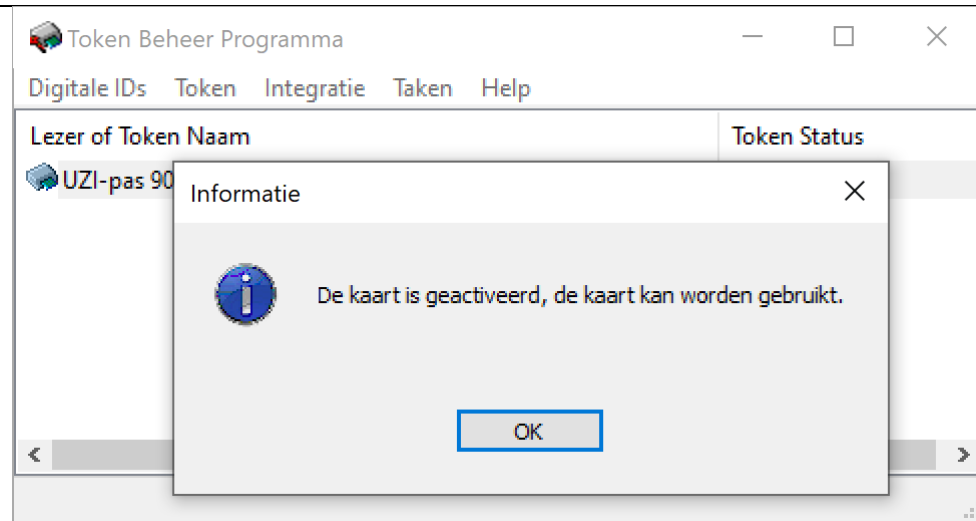 Token Beheer Programma
Digitale IDs Token Integratie Taken Help
Lezer of Token Naam Token Status
UZI-pas 90
Informatie
De kaart is geactiveerd, de kaart kan worden gebruikt.
OK